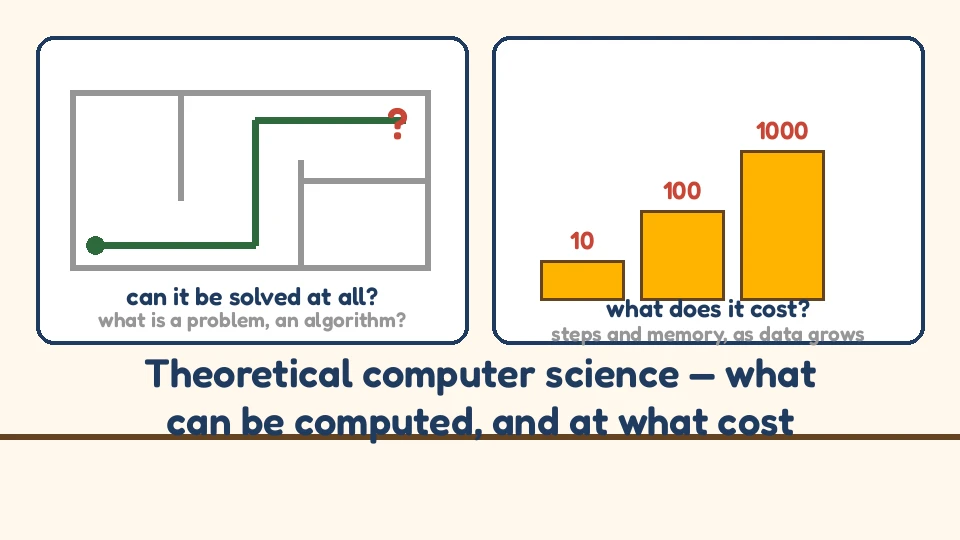 ?
can it be solved at all?
what is a problem, an algorithm?
10
100
1000
what does it cost?
steps and memory, as data grows
Theoretical computer science — what
can be computed, and at what cost